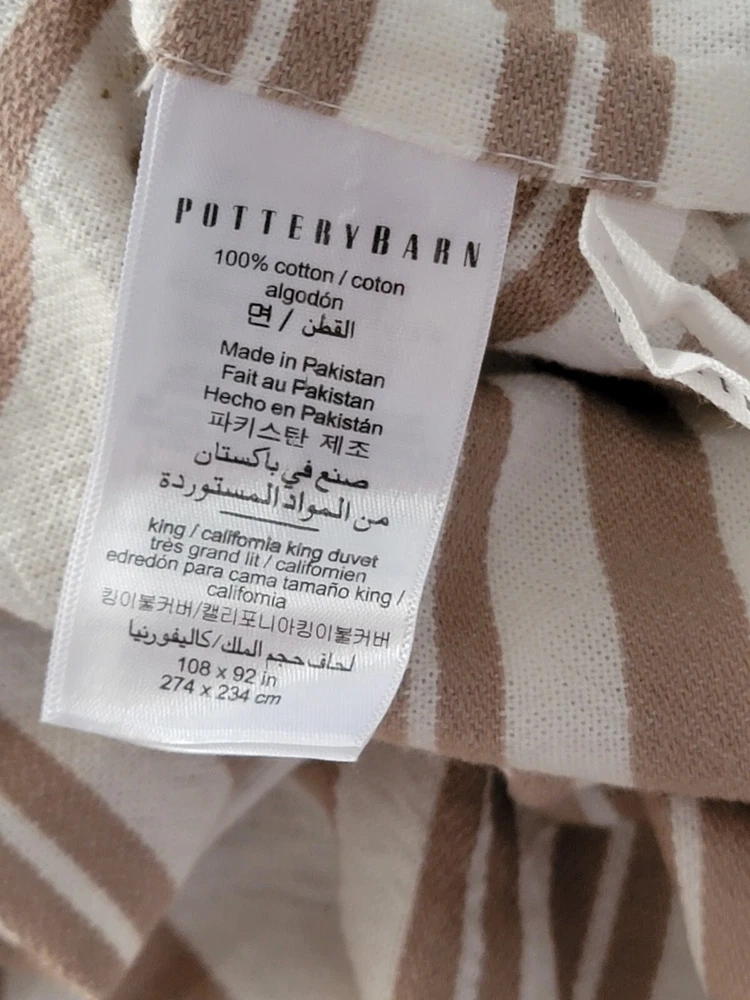 POTTERYBARN
100% cotton / coton
algodón
면 / القطن
Made in Pakistan
Fait au Pakistan
Hecho en Pakistán
파키스탄 제조
صنع في باكستان
من المواد المستوردة
king / california king duvet
très grand lit / californien
edredón para cama tamaño king /
california
킹이불커버/캘리포니아킹이불커버
لحاف حجم الملك/كاليفورنيا
108 x 92 in
274 x 234 cm